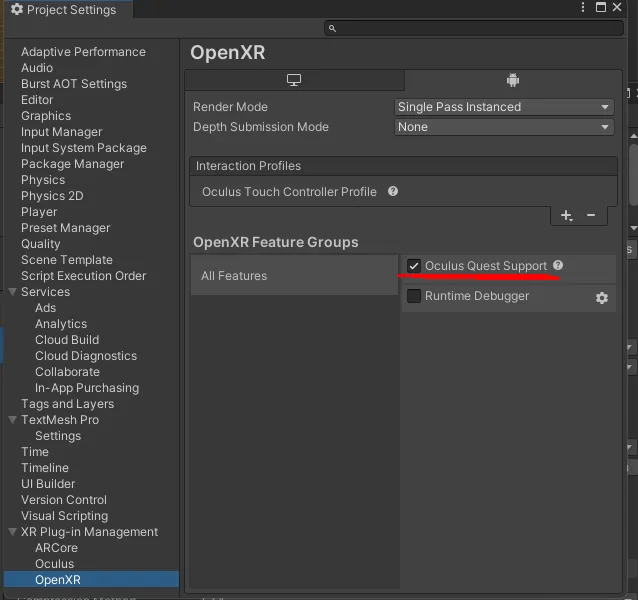 Project Settings
Adaptive Performance
Audio
Burst AOT Settings
Editor
Graphics
Input Manager
Input System Package
Package Manager
Physics
Physics 2D
Player
Preset Manager
Quality
Scene Template
Script Execution Order
Services
Ads
Analytics
Cloud Build
Cloud Diagnostics
Collaborate
In-App Purchasing
Tags and Layers
TextMesh Pro
Settings
Time
Timeline
UI Builder
Version Control
Visual Scripting
XR Plug-in Management
ARCore
Oculus
OpenXR
OpenXR
Render Mode Single Pass Instanced
Depth Submission Mode None
Interaction Profiles
Oculus Touch Controller Profile
OpenXR Feature Groups
All Features
Oculus Quest Support
Runtime Debugger